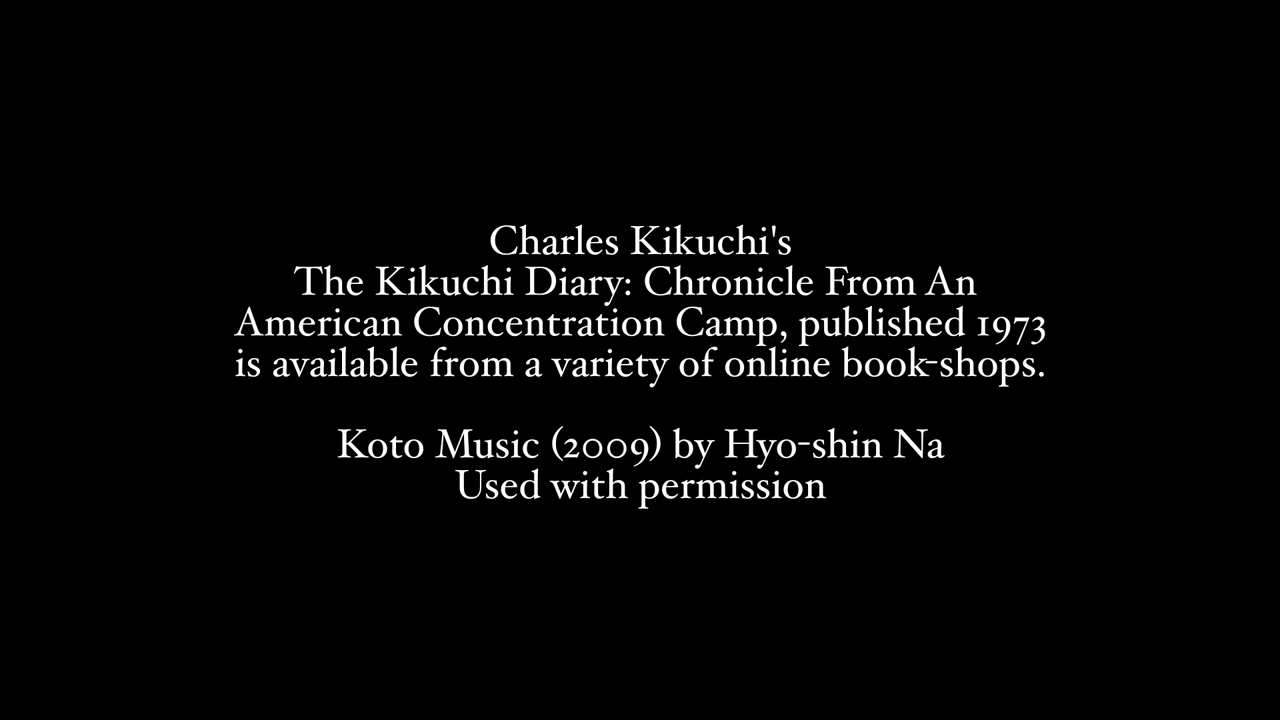 Charles Kikuchi's
The Kikuchi Diary: Chronicle From An
American Concentration Camp, published 1973
is available from a variety of online book-shops.
Koto Music (2009) by Hyo-shin Na
Used with permission